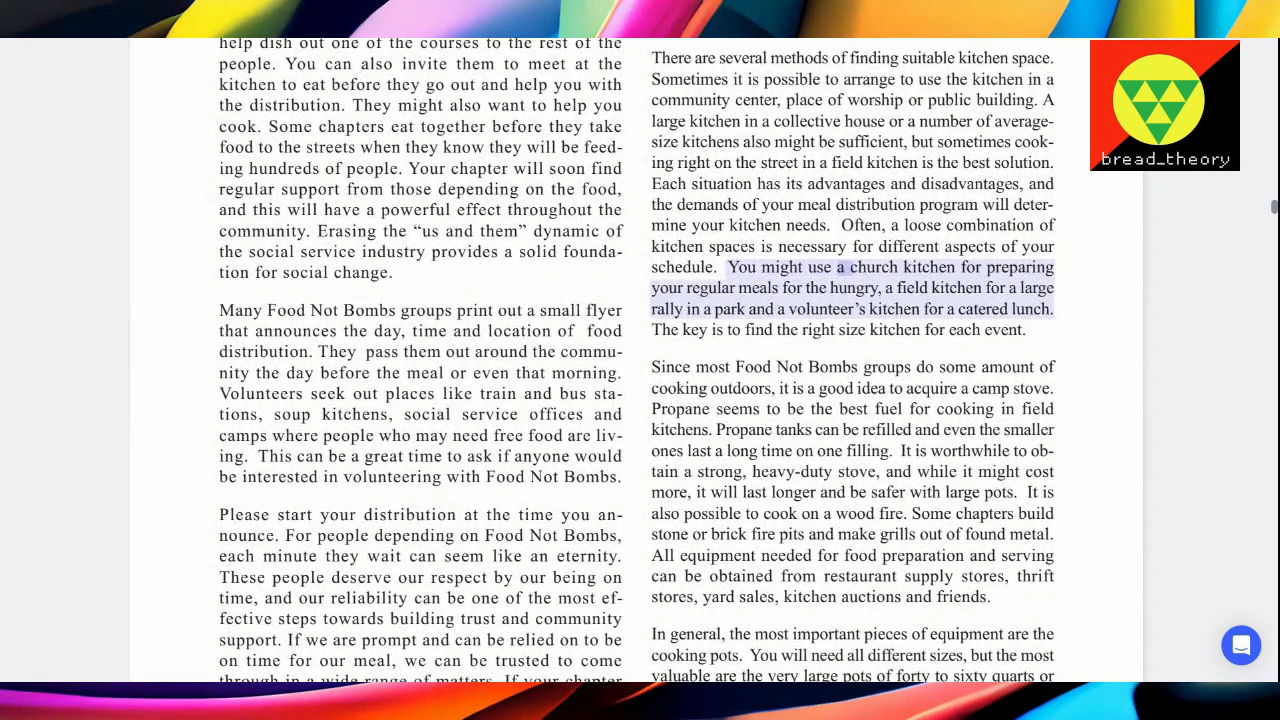 help dish out one of the courses to the rest of the
people. You can also invite them to meet at the
kitchen to eat before they go out and help you with
the distribution. They might also want to help you
cook. Some chapters eat together before they take
food to the streets when they know they will be feed-
ing hundreds of people. Your chapter will soon find
regular support from those depending on the food,
and this will have a powerful effect throughout the
community. Erasing the “us and them” dynamic of
the social service industry provides a solid founda-
tion for social change.
Many Food Not Bombs groups print out a small flyer
that announces the day, time and location of food
distribution. They pass them out around the commu-
nity the day before the meal or even that morning.
Volunteers seek out places like train and bus sta-
tions, soup kitchens, social service offices and
camps where people who may need free food are liv-
ing. This can be a great time to ask if anyone would
be interested in volunteering with Food Not Bombs.
Please start your distribution at the time you an-
nounce. For people depending on Food Not Bombs,
each minute they wait can seem like an eternity.
These people deserve our respect by our being on
time, and our reliability can be one of the most ef-
fective steps towards building trust and community
support. If we are prompt and can be relied on to be
on time for our meal, we can be trusted to come
through in a wide range of matters. If your chapter
There are several methods of finding suitable kitchen space.
Sometimes it is possible to arrange to use the kitchen in a
community center, place of worship or public building. A
large kitchen in a collective house or a number of average-
size kitchens also might be sufficient, but sometimes cook-
ing right on the street in a field kitchen is the best solution.
Each situation has its advantages and disadvantages, and
the demands of your meal distribution program will deter-
mine your kitchen needs. Often, a loose combination of
kitchen spaces is necessary for different aspects of your
schedule. You might use a church kitchen for preparing
your regular meals for the hungry, a field kitchen for a large
rally in a park and a volunteer’s kitchen for a catered lunch.
The key is to find the right size kitchen for each event.
Since most Food Not Bombs groups do some amount of
cooking outdoors, it is a good idea to acquire a camp stove.
Propane seems to be the best fuel for cooking in field
kitchens. Propane tanks can be refilled and even the smaller
ones last a long time on one filling. It is worthwhile to ob-
tain a strong, heavy-duty stove, and while it might cost
more, it will last longer and be safer with large pots. It is
also possible to cook on a wood fire. Some chapters build
stone or brick fire pits and make grills out of found metal.
All equipment needed for food preparation and serving
can be obtained from restaurant supply stores, thrift
stores, yard sales, kitchen auctions and friends.
In general, the most important pieces of equipment are the
cooking pots. You will need all different sizes, but the most
valuable are the very large pots of forty to sixty quarts or
bread_theory